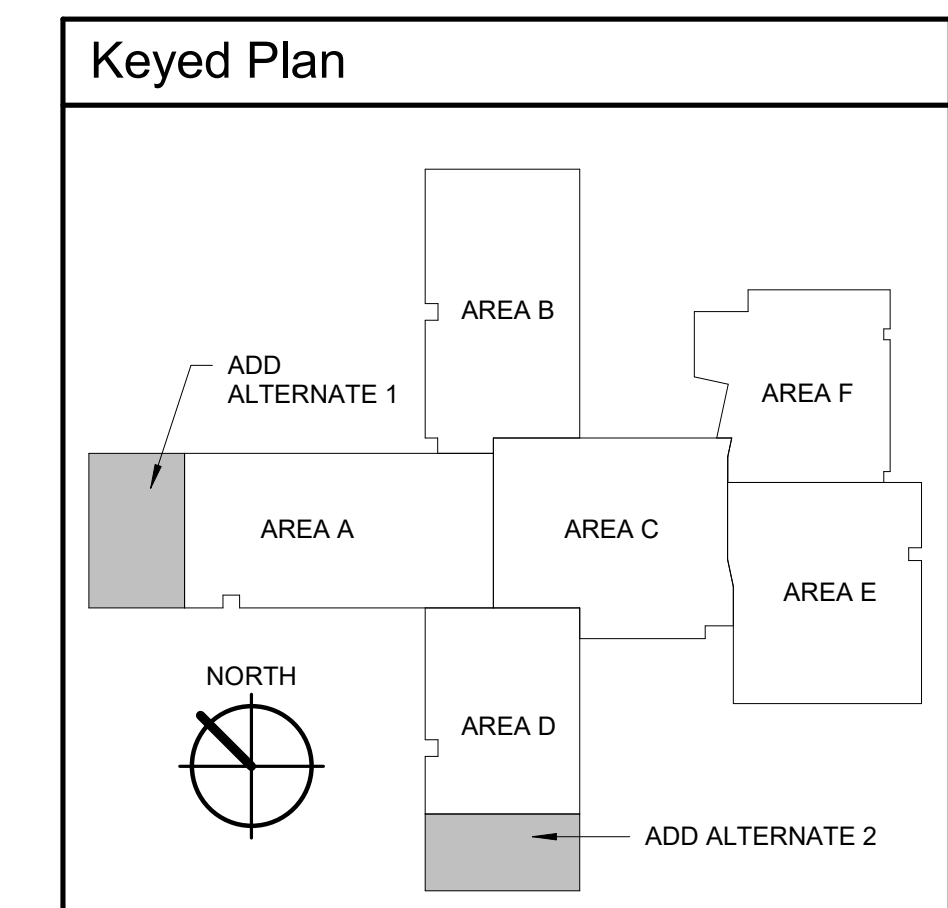 Keyed Plan
AREA B
ADD
ALTERNATE 1
AREA F
AREA A
AREA C
AREA E
NORTH
AREA D
ADD ALTERNATE 2